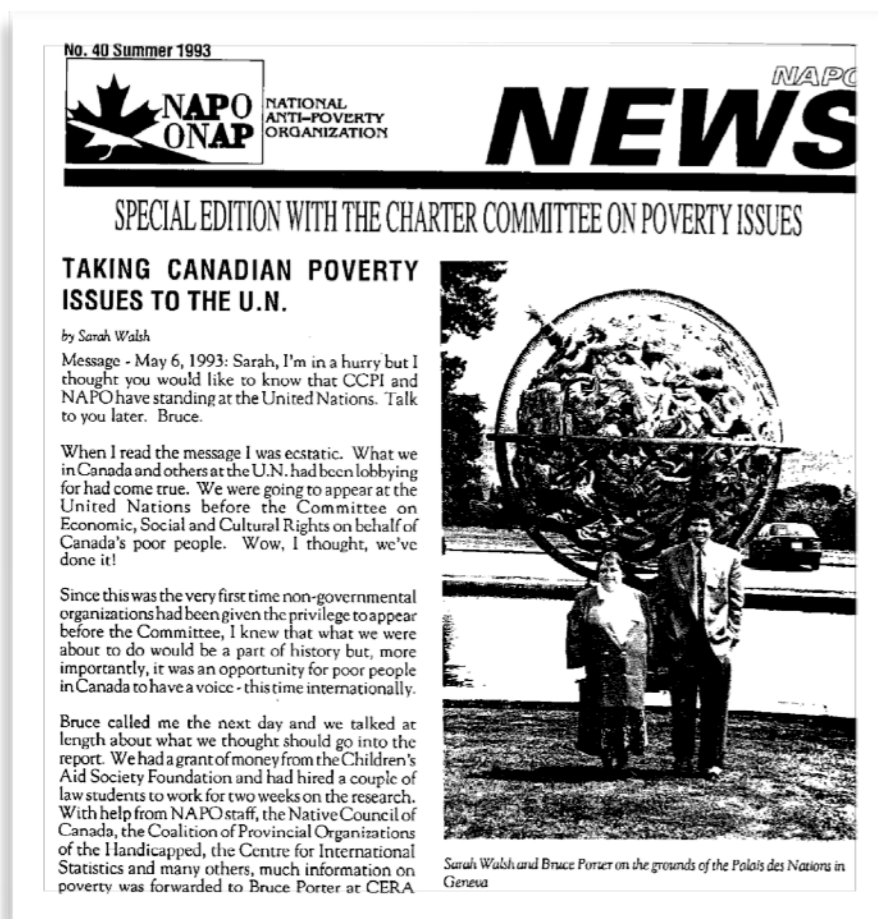 No. 40 Summer 1993
NAPO
ONAP
NATIONAL
ANTI-POVERTY
ORGANIZATION
NAPO
NEWS
SPECIAL EDITION WITH THE CHARTER COMMITTEE ON POVERTY ISSUES
TAKING CANADIAN POVERTY
ISSUES TO THE U.N.
by Sarah Walsh
Message - May 6, 1993: Sarah, I'm in a hurry but I
thought you would like to know that CCPI and
NAPO have standing at the United Nations. Talk
to you later. Bruce.
When I read the message I was ecstatic. What we
in Canada and others at the U.N. had been lobbying
for had come true. We were going to appear at the
United Nations before the Committee on
Economic, Social and Cultural Rights on behalf of
Canada's poor people. Wow, I thought, we've
done it!
Since this was the very first time non-governmental
organizations had been given the privilege to appear
before the Committee, I knew that what we were
about to do would be a part of history but, more
importantly, it was an opportunity for poor people
in Canada to have a voice - this time internationally.
Bruce called me the next day and we talked at
length about what we thought should go into the
report. We had a grant of money from the Children's
Aid Society Foundation and had hired a couple of
law students to work for two weeks on the research.
With help from NAPO staff, the Native Council of
Canada, the Coalition of Provincial Organizations
of the Handicapped, the Centre for International
Statistics and many others, much information on
poverty was forwarded to Bruce Porter at CERA
Sarah Walsh and Bruce Porter on the grounds of the Palais des Nations in
Geneva